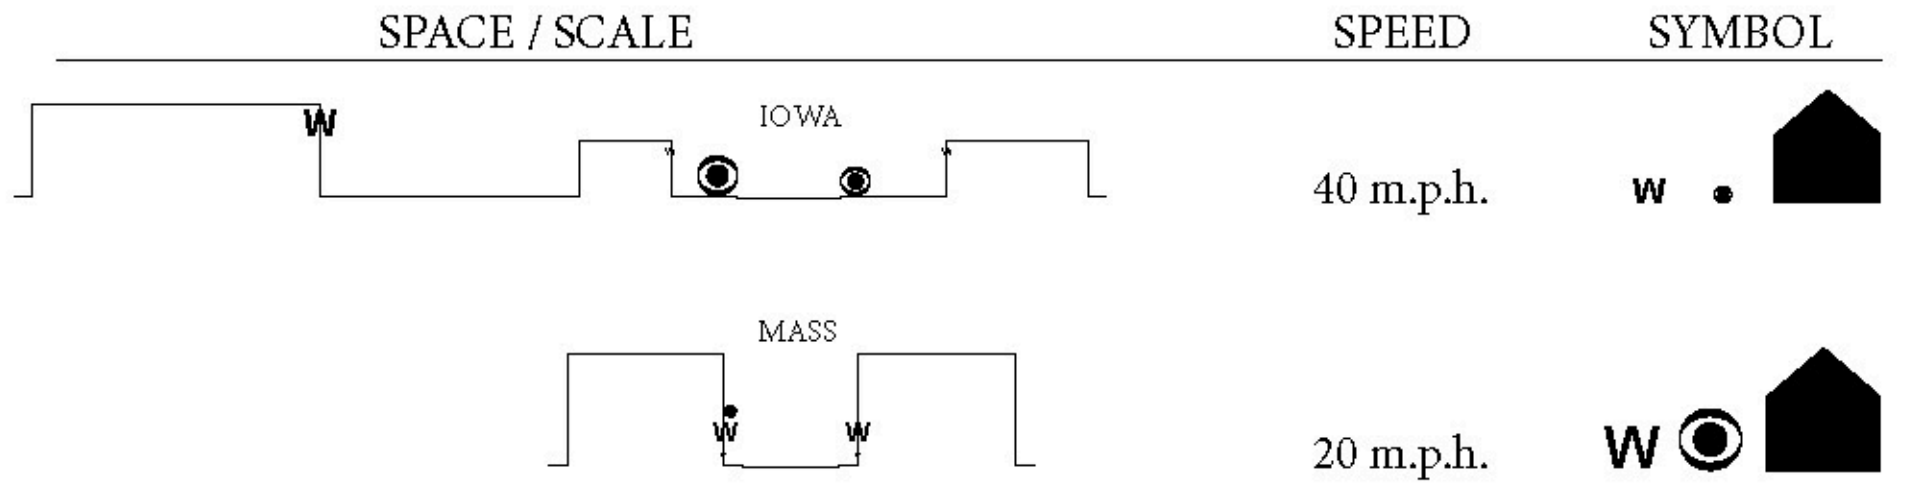 SPACE / SCALE SPEED SYMBOL
W IOWA
W W
40 m.p.h. W
MASS
W W
20 m.p.h. W